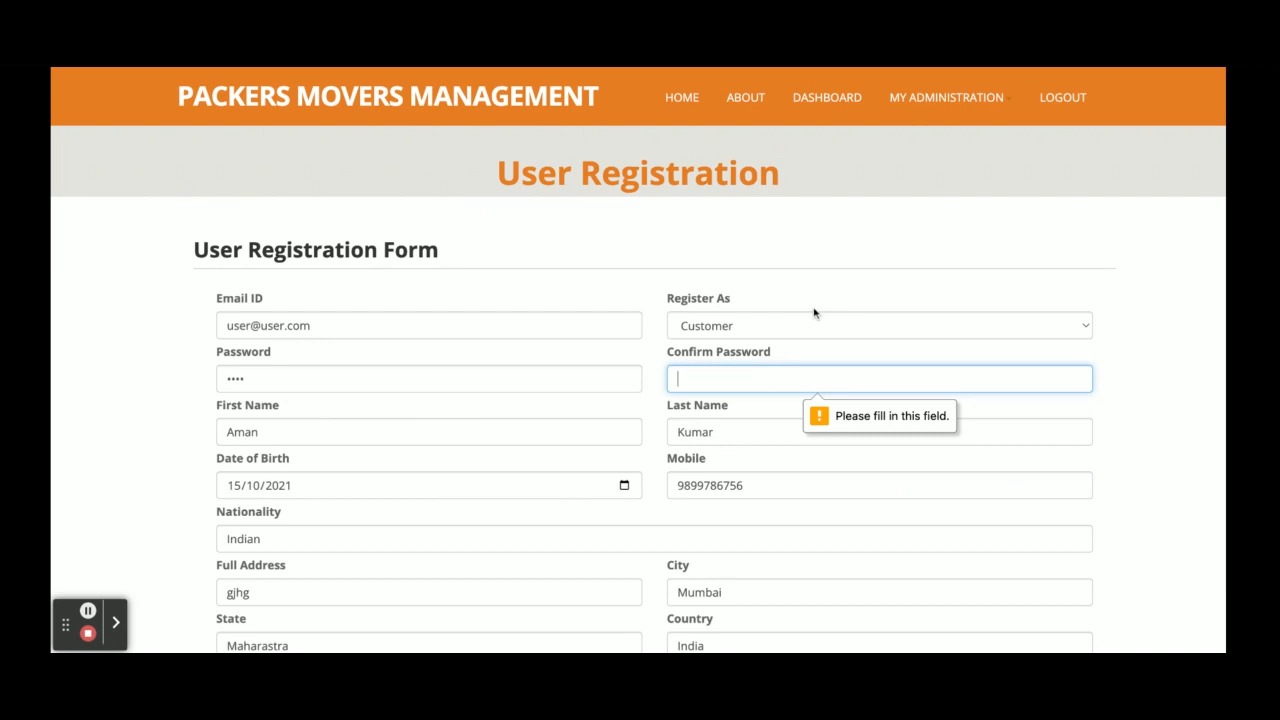 PACKERS MOVERS MANAGEMENT
HOME ABOUT DASHBOARD MY ADMINISTRATION LOGOUT
User Registration
User Registration Form
Email ID Register As
user@user.com Customer
Password Confirm Password
••••
Please fill in this field.
First Name Last Name
Aman Kumar
Date of Birth Mobile
15/10/2021 9899786756
Nationality
Indian
Full Address City
gjhg Mumbai
State Country
Maharastra India